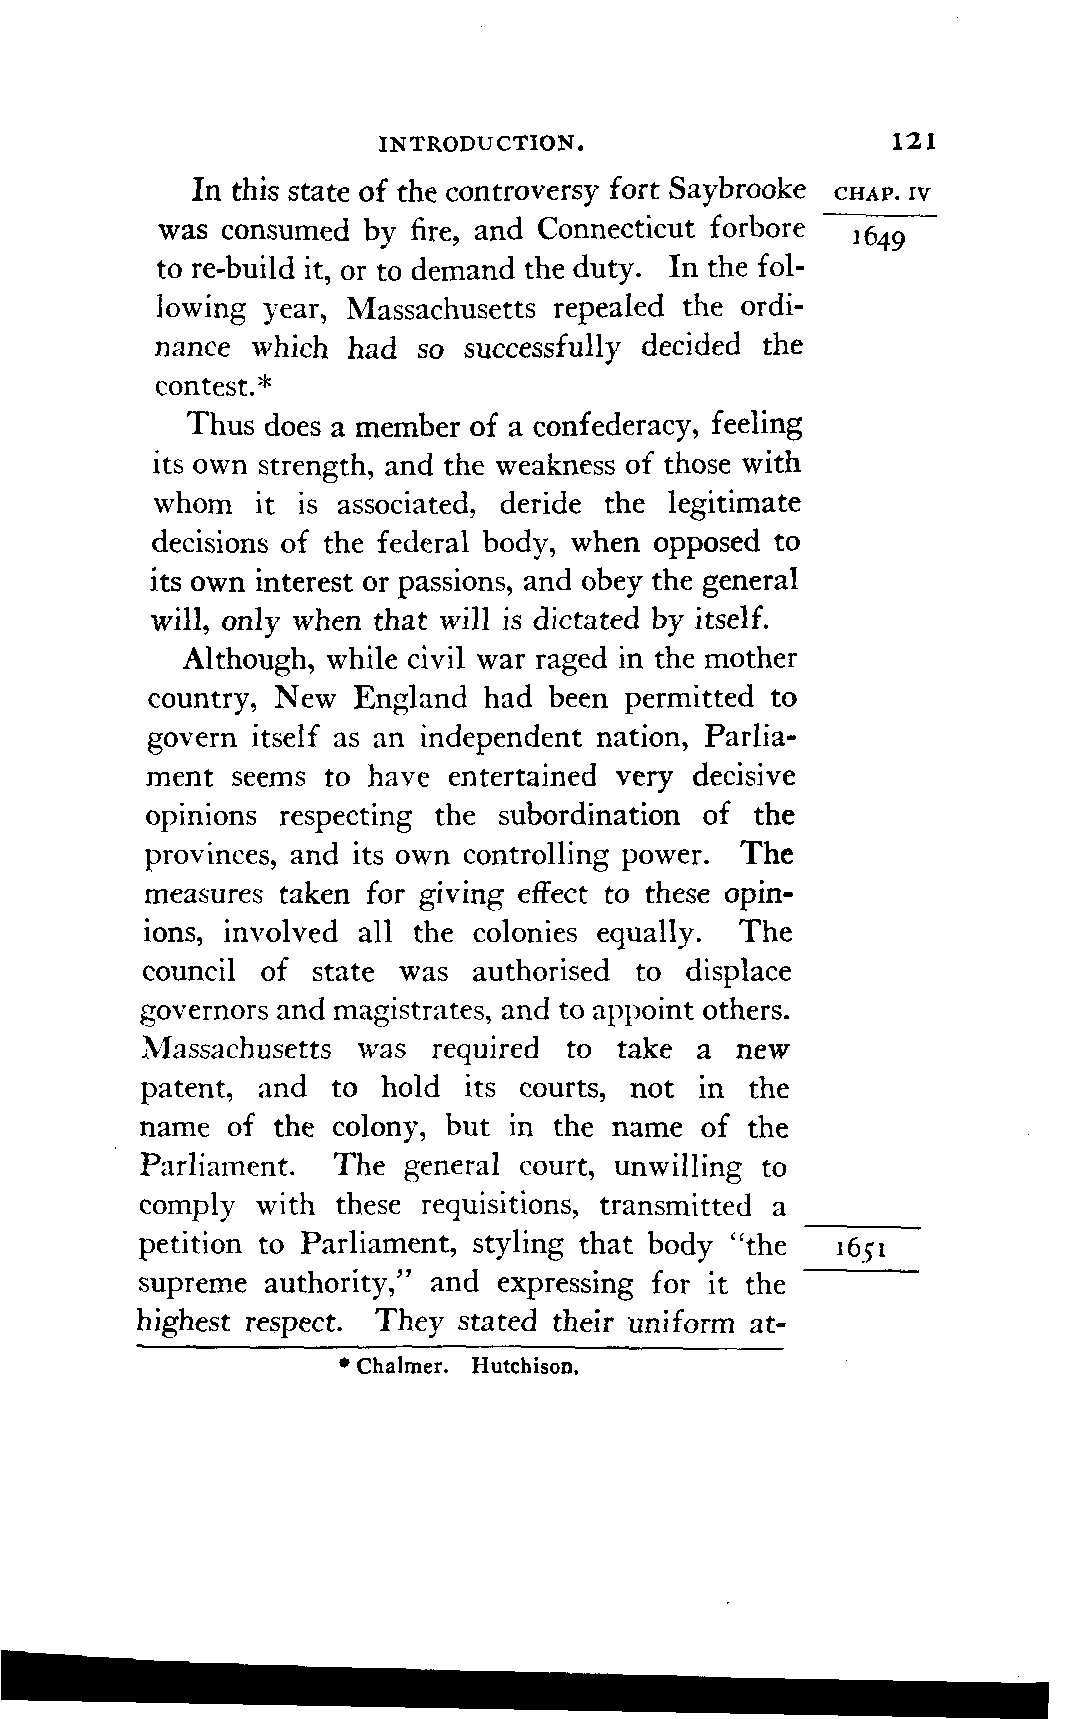 INTRODUCTION. 121
In this state of the controversy fort Saybrooke CHAP. IV
was consumed by fire, and Connecticut forbore 1649
to re-build it, or to demand the duty. In the fol-
lowing year, Massachusetts repealed the ordi-
nance which had so successfully decided the
contest.*
Thus does a member of a confederacy, feeling
its own strength, and the weakness of those with
whom it is associated, deride the legitimate
decisions of the federal body, when opposed to
its own interest or passions, and obey the general
will, only when that will is dictated by itself.
Although, while civil war raged in the mother
country, New England had been permitted to
govern itself as an independent nation, Parlia-
ment seems to have entertained very decisive
opinions respecting the subordination of the
provinces, and its own controlling power. The
measures taken for giving effect to these opin-
ions, involved all the colonies equally. The
council of state was authorised to displace
governors and magistrates, and to appoint others.
Massachusetts was required to take a new
patent, and to hold its courts, not in the
name of the colony, but in the name of the
Parliament. The general court, unwilling to
comply with these requisitions, transmitted a
petition to Parliament, styling that body "the 1651
supreme authority," and expressing for it the
highest respect. They stated their uniform at-
* Chalmer. Hutchison.